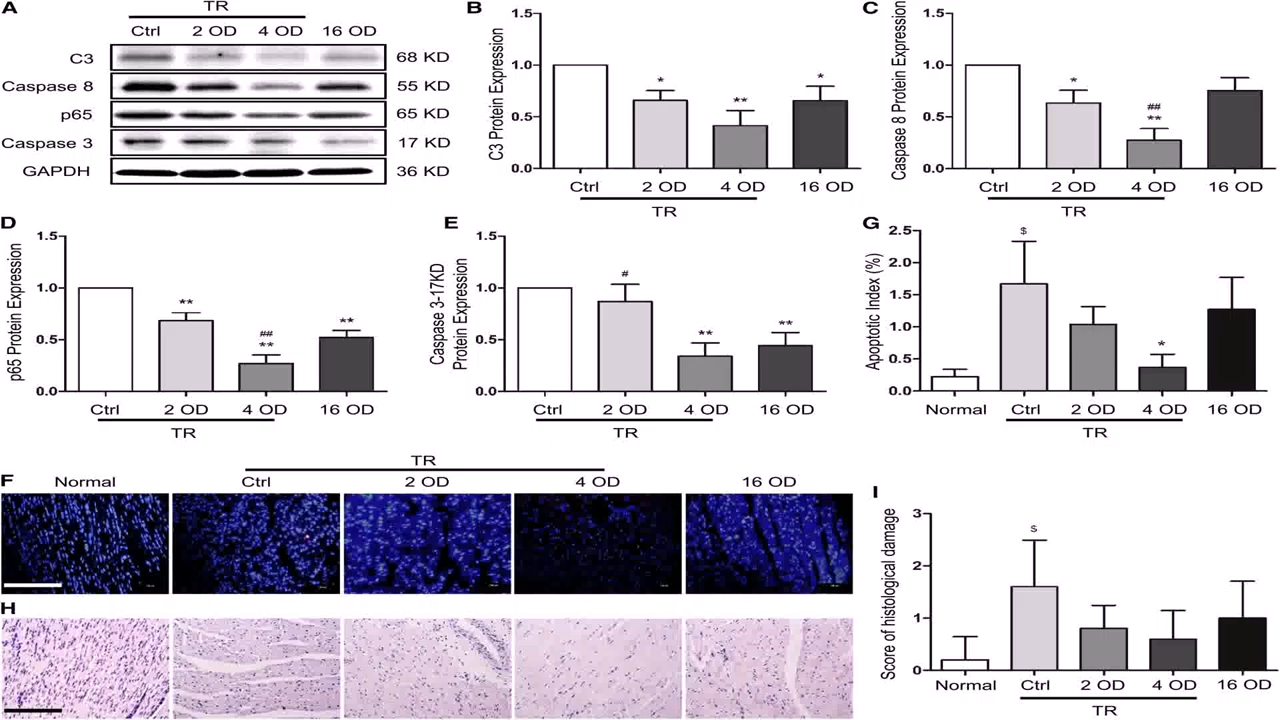 A
TR
Ctrl 2 OD 4 OD 16 OD
C3 68 KD
Caspase 8 55 KD
p65 65 KD
Caspase 3 17 KD
GAPDH 36 KD
B
C3 Protein Expression
1.5
1.0
0.5
0.0
*
**
*
Ctrl 2 OD 4 OD 16 OD
TR
C
Caspase 8 Protein Expression
1.5
1.0
0.5
0.0
*
##
**
Ctrl 2 OD 4 OD 16 OD
TR
D
p65 Protein Expression
1.5
1.0
0.5
0.0
**
##
**
**
Ctrl 2 OD 4 OD 16 OD
TR
E
Caspase 3-17KD
Protein Expression
1.5
1.0
0.5
0.0
#
**
**
Ctrl 2 OD 4 OD 16 OD
TR
G
Apoptotic Index (%)
2.5
2.0
1.5
1.0
0.5
0.0
$
*
Normal Ctrl 2 OD 4 OD 16 OD
TR
F
TR
Normal Ctrl 2 OD 4 OD 16 OD
H
I
Score of histological damage
3
2
1
0
$
Normal Ctrl 2 OD 4 OD 16 OD
TR